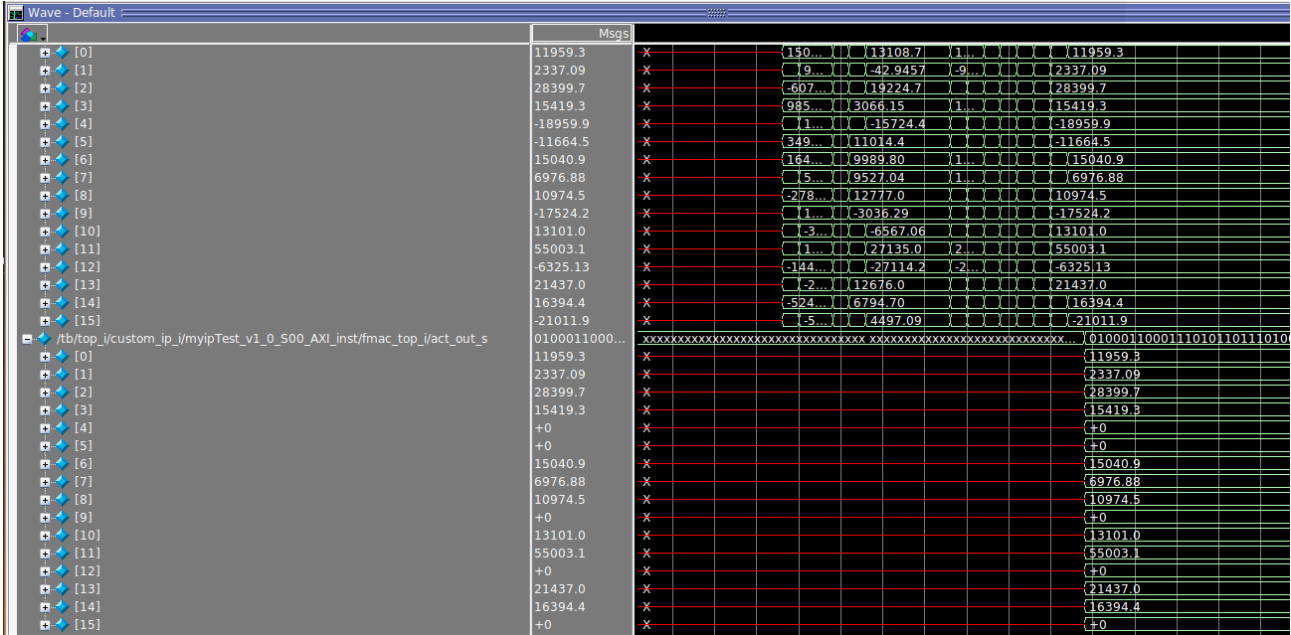 Wave - Default
Msgs
[0] 11959.3 X 150... 13108.7 1... 11959.3
[1] 2337.09 X 9... -42.9457 -9... 2337.09
[2] 28399.7 X -607... 19224.7 28399.7
[3] 15419.3 X 985... 3066.15 1... 15419.3
[4] -18959.9 X 1... -15724.4 -18959.9
[5] -11664.5 X 349... 11014.4 -11664.5
[6] 15040.9 X 164... 9989.80 1... 15040.9
[7] 6976.88 X 5... 9527.04 1... 6976.88
[8] 10974.5 X -278... 12777.0 10974.5
[9] -17524.2 X 1... -3036.29 -17524.2
[10] 13101.0 X -3... -6567.06 13101.0
[11] 55003.1 X 1... 27135.0 2... 55003.1
[12] -6325.13 X -144... -27114.2 -2... -6325.13
[13] 21437.0 X -2... 12676.0 21437.0
[14] 16394.4 X -524... 6794.70 16394.4
[15] -21011.9 X -5... 4497.09 -21011.9
/tb/top_i/custom_ip_i/myipTest_v1_0_S00_AXI_inst/fmac_top_i/act_out_s 0100011000...
[0] 11959.3 X 11959.3
[1] 2337.09 X 2337.09
[2] 28399.7 X 28399.7
[3] 15419.3 X 15419.3
[4] +0 X +0
[5] +0 X +0
[6] 15040.9 X 15040.9
[7] 6976.88 X 6976.88
[8] 10974.5 X 10974.5
[9] +0 X +0
[10] 13101.0 X 13101.0
[11] 55003.1 X 55003.1
[12] +0 X +0
[13] 21437.0 X 21437.0
[14] 16394.4 X 16394.4
[15] +0 X +0